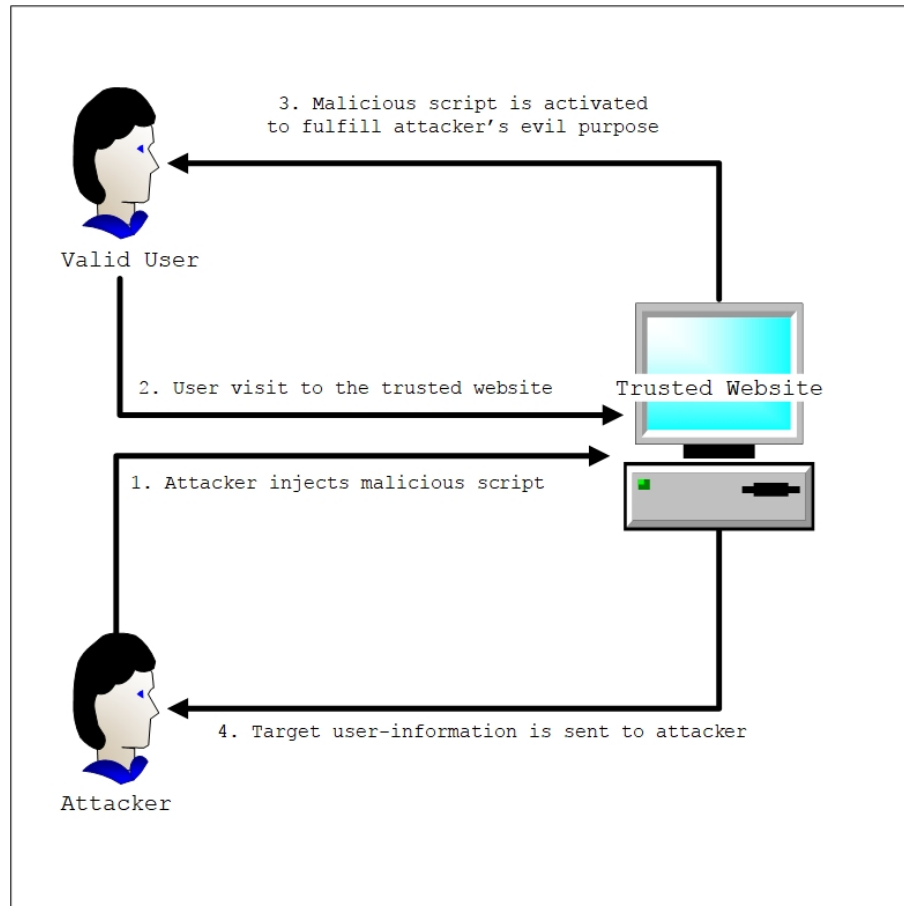 3. Malicious script is activated
to fulfill attacker’s evil purpose
Valid User
2. User visit to the trusted website
Trusted Website
1. Attacker injects malicious script
4. Target user-information is sent to attacker
Attacker